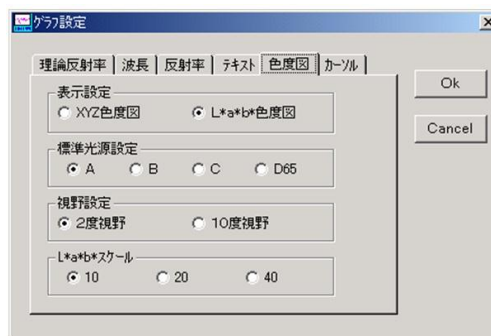 グラフ設定
理論反射率 波長 反射率 テキスト 色度図 カーソル
Ok
Cancel
表示設定
XYZ色度図 L*a*b*色度図
標準光源設定
A B C D65
視野設定
2度視野 10度視野
L*a*b*スケール
10 20 40